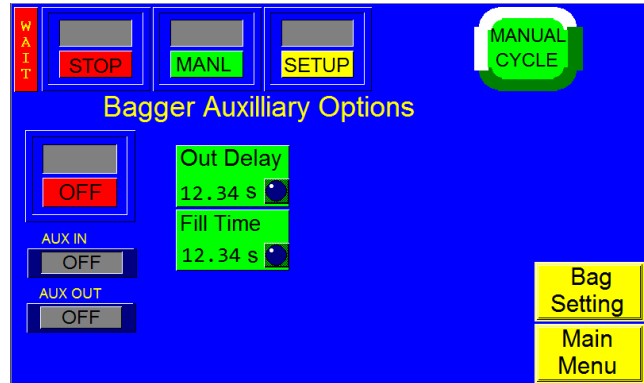 WAIT
STOP
MANL
SETUP
MANUAL
CYCLE
Bagger Auxilliary Options
OFF
Out Delay
12.34 s
Fill Time
12.34 s
AUX IN
OFF
AUX OUT
OFF
Bag
Setting
Main
Menu